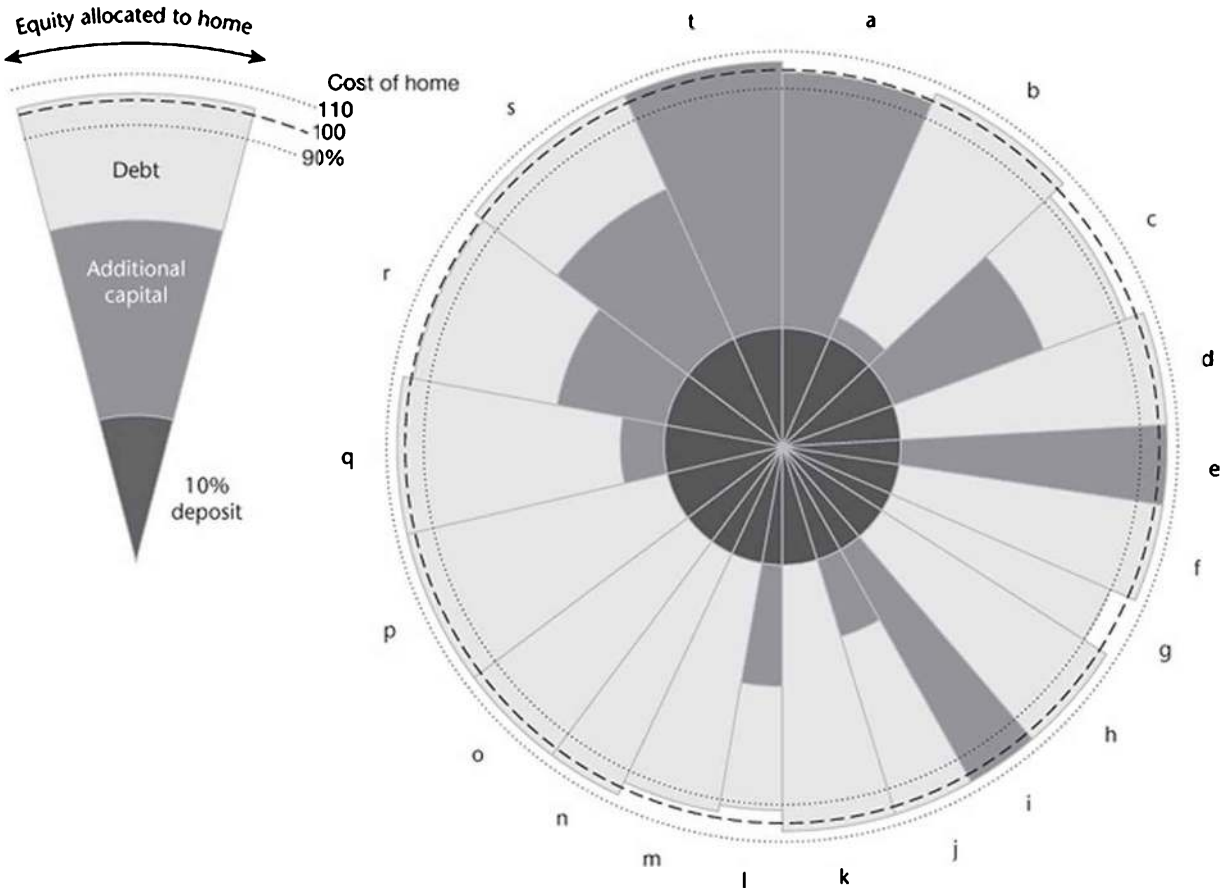 Equity allocated to home
Cost of home
110
100
90%
Debt
Additional
capital
10%
deposit
a
b
c
d
e
f
g
h
i
j
k
l
m
n
o
p
q
r
s
t